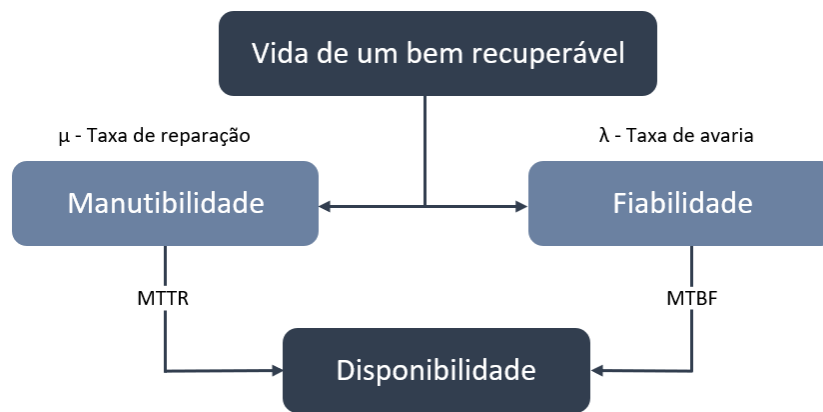 Vida de um bem recuperável
μ - Taxa de reparação
λ - Taxa de avaria
Manutibilidade
Fiabilidade
MTTR
MTBF
Disponibilidade